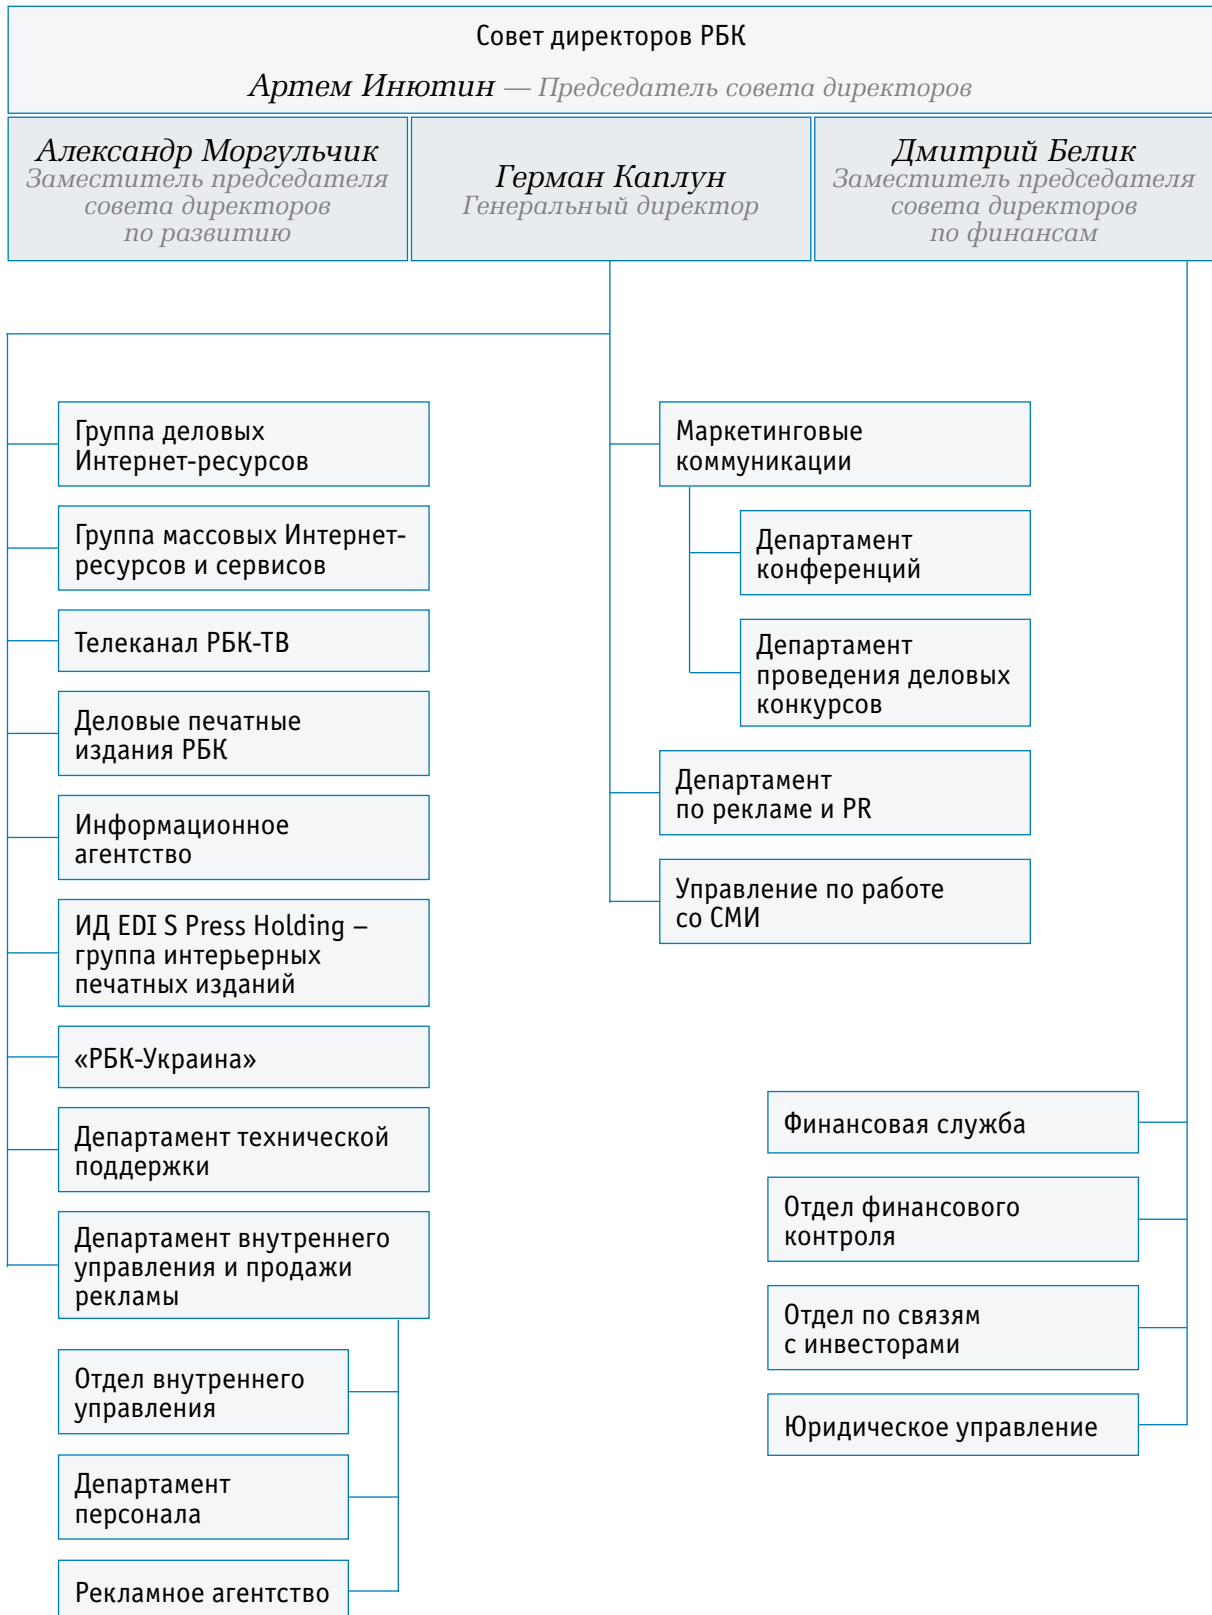 Совет директоров РБК
Артем Инютин — Председатель совета директоров
Александр Моргульчик
Заместитель председателя
совета директоров
по развитию
Герман Каплун
Генеральный директор
Дмитрий Белик
Заместитель председателя
совета директоров
по финансам
Группа деловых
Интернет-ресурсов
Группа массовых Интернет-
ресурсов и сервисов
Телеканал РБК-ТВ
Деловые печатные
издания РБК
Информационное
агентство
ИД EDI S Press Holding –
группа интерьерных
печатных изданий
«РБК-Украина»
Департамент технической
поддержки
Департамент внутреннего
управления и продажи
рекламы
Отдел внутреннего
управления
Департамент
персонала
Рекламное агентство
Маркетинговые
коммуникации
Департамент
конференций
Департамент
проведения деловых
конкурсов
Департамент
по рекламе и PR
Управление по работе
со СМИ
Финансовая служба
Отдел финансового
контроля
Отдел по связям
с инвесторами
Юридическое управление